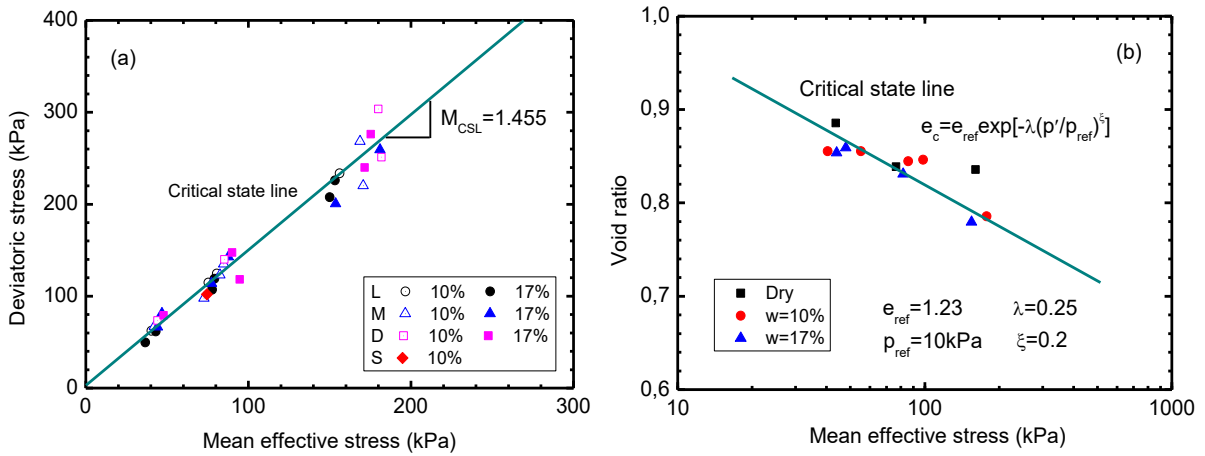 (a)
Deviatoric stress (kPa)
400
300
200
100
0
M_CSL=1.455
Critical state line
L 10% 17%
M 10% 17%
D 10% 17%
S 10%
0 100 200 300
Mean effective stress (kPa)
(b)
Void ratio
1,0
0,9
0,8
0,7
0,6
Critical state line
e_c=e_ref exp[-λ(p'/p_ref)^ξ]
Dry
w=10%
w=17%
e_ref=1.23 λ=0.25
p_ref=10kPa ξ=0.2
10 100 1000
Mean effective stress (kPa)